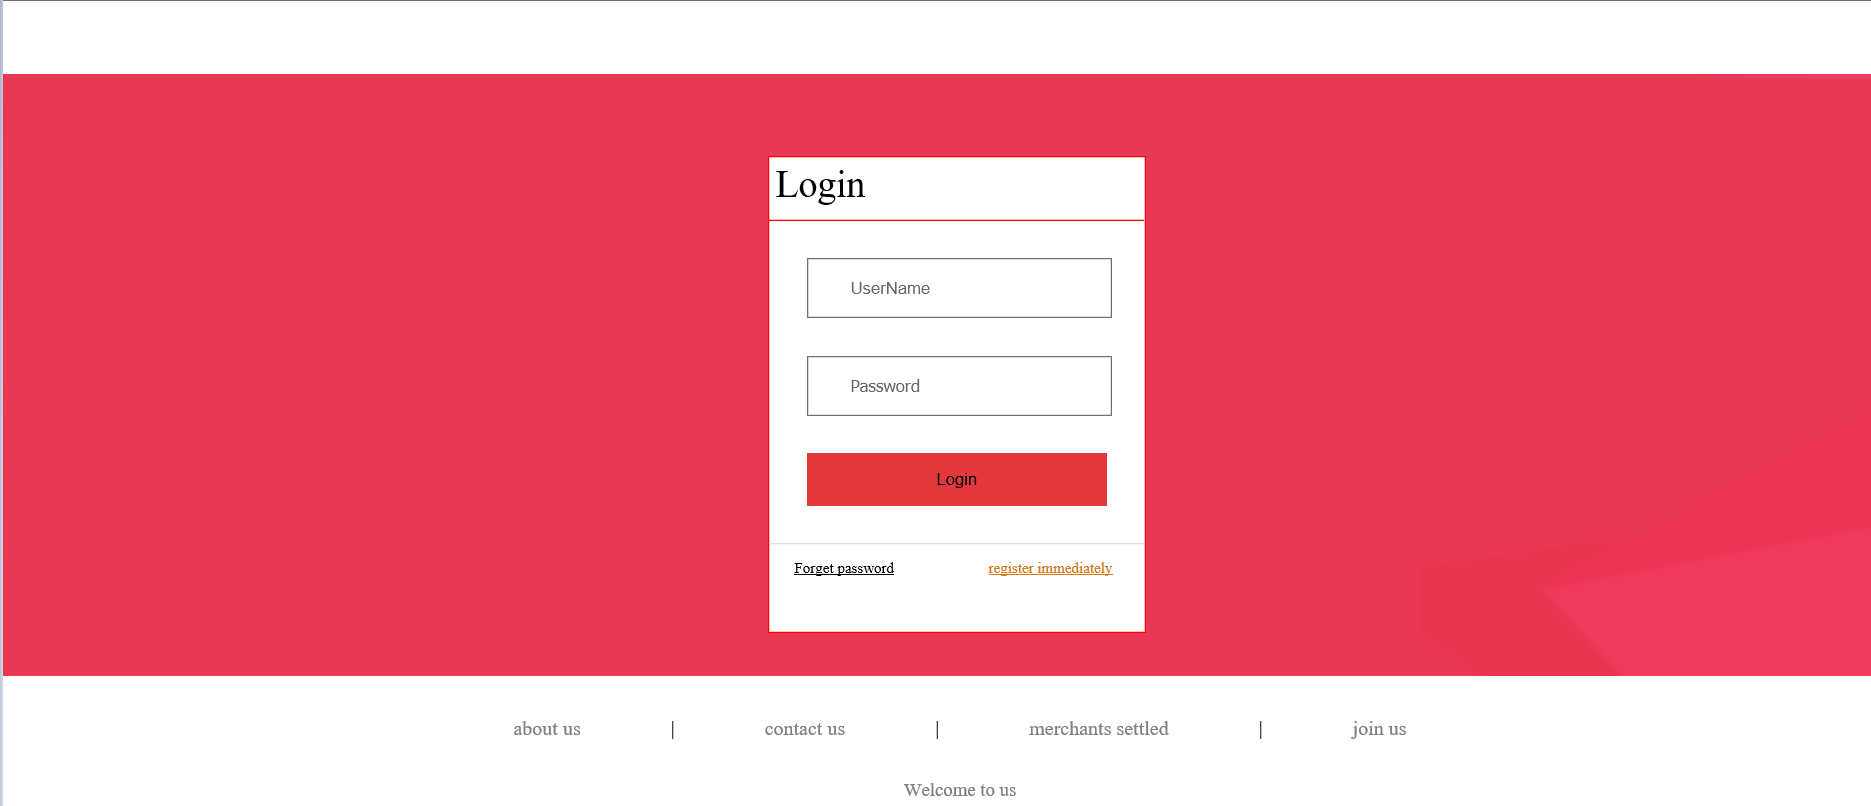 Login
UserName
Password
Login
Forget password register immediately
about us | contact us | merchants settled | join us
Welcome to us